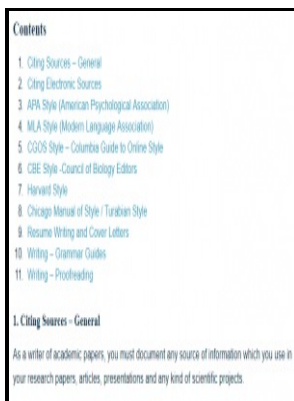 Contents
1. Citing Sources – General
2. Citing Electronic Sources
3. APA Style (American Psychological Association)
4. MLA Style (Modern Language Association)
5. CGOS Style – Columbia Guide to Online Style
6. CBE Style -Council of Biology Editors
7. Harvard Style
8. Chicago Manual of Style / Turabian Style
9. Resume Writing and Cover Letters
10. Writing – Grammar Guides
11. Writing – Proofreading
1. Citing Sources – General
As a writer of academic papers, you must document any source of information which you use in
your research papers, articles, presentations and any kind of scientific projects.